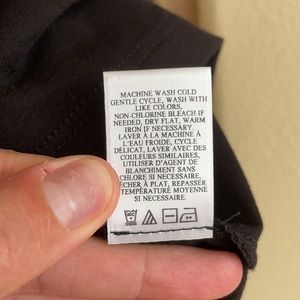 MACHINE WASH COLD
GENTLE CYCLE, WASH WITH
LIKE COLORS,
NON-CHLORINE BLEACH IF
NEEDED, DRY FLAT, WARM
IRON IF NECESSARY.
LAVER À LA MACHINE À
L'EAU FROIDE, CYCLE
DÉLICAT, LAVER AVEC DES
COULEURS SIMILAIRES,
UTILISER D'AGENT DE
BLANCHIMENT SANS
CHLORE SI NECESSAIRE,
SÉCHER À PLAT, REPASSER
TEMPÉRATURE MOYENNE
SI NÉCESSAIRE.